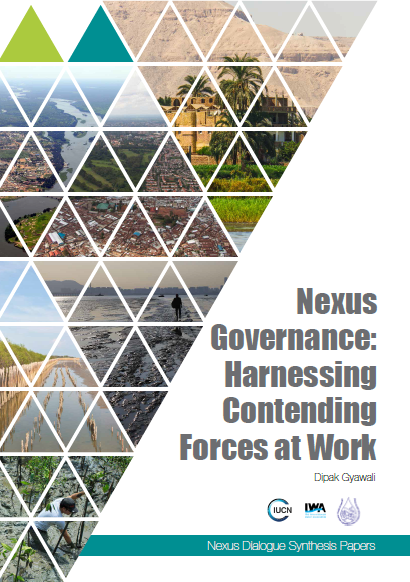 Nexus
Governance:
Harnessing
Contending
Forces at Work
Dipak Gyawali
IUCN
IWA
Nexus Dialogue Synthesis Papers